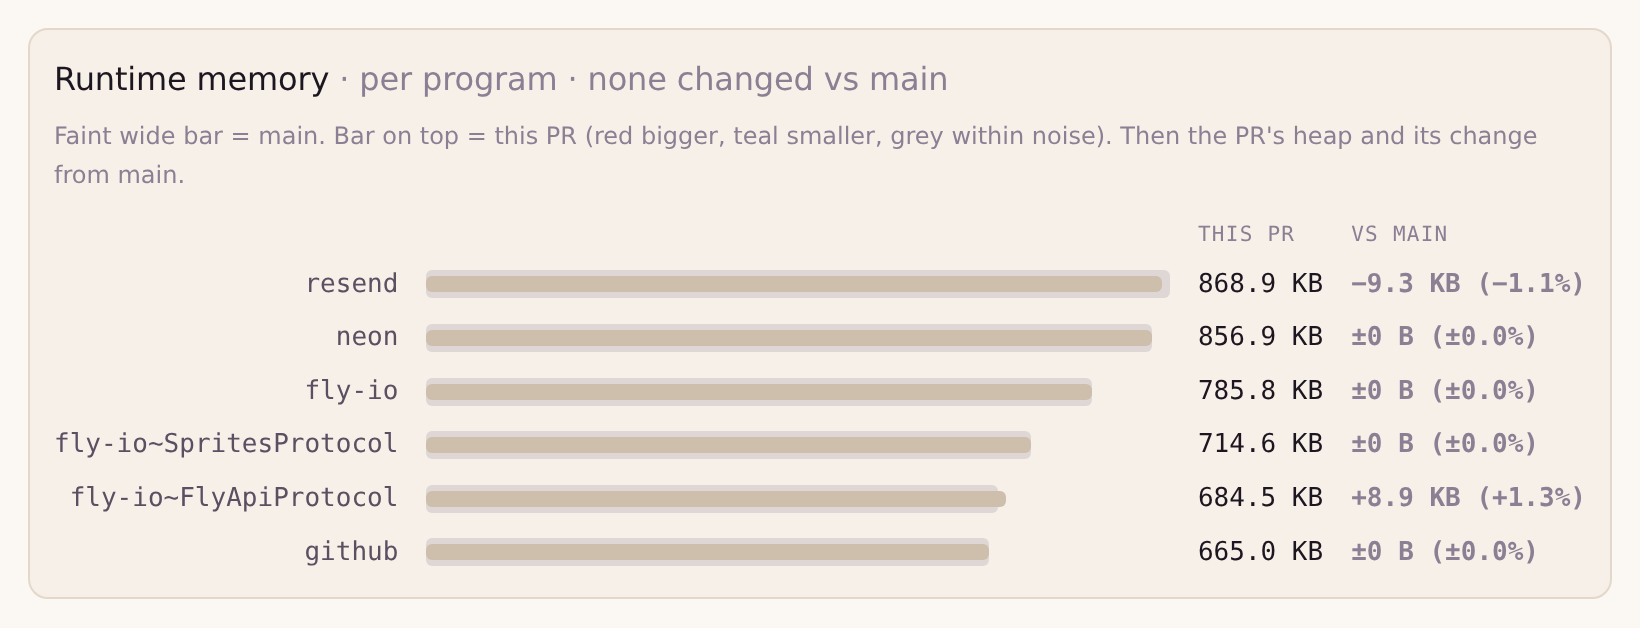 Runtime memory · per program · none changed vs main
Faint wide bar = main. Bar on top = this PR (red bigger, teal smaller, grey within noise). Then the PR's heap and its change
from main.
THIS PR VS MAIN
resend 868.9 KB −9.3 KB (−1.1%)
neon 856.9 KB ±0 B (±0.0%)
fly-io 785.8 KB ±0 B (±0.0%)
fly-io~SpritesProtocol 714.6 KB ±0 B (±0.0%)
fly-io~FlyApiProtocol 684.5 KB +8.9 KB (+1.3%)
github 665.0 KB ±0 B (±0.0%)